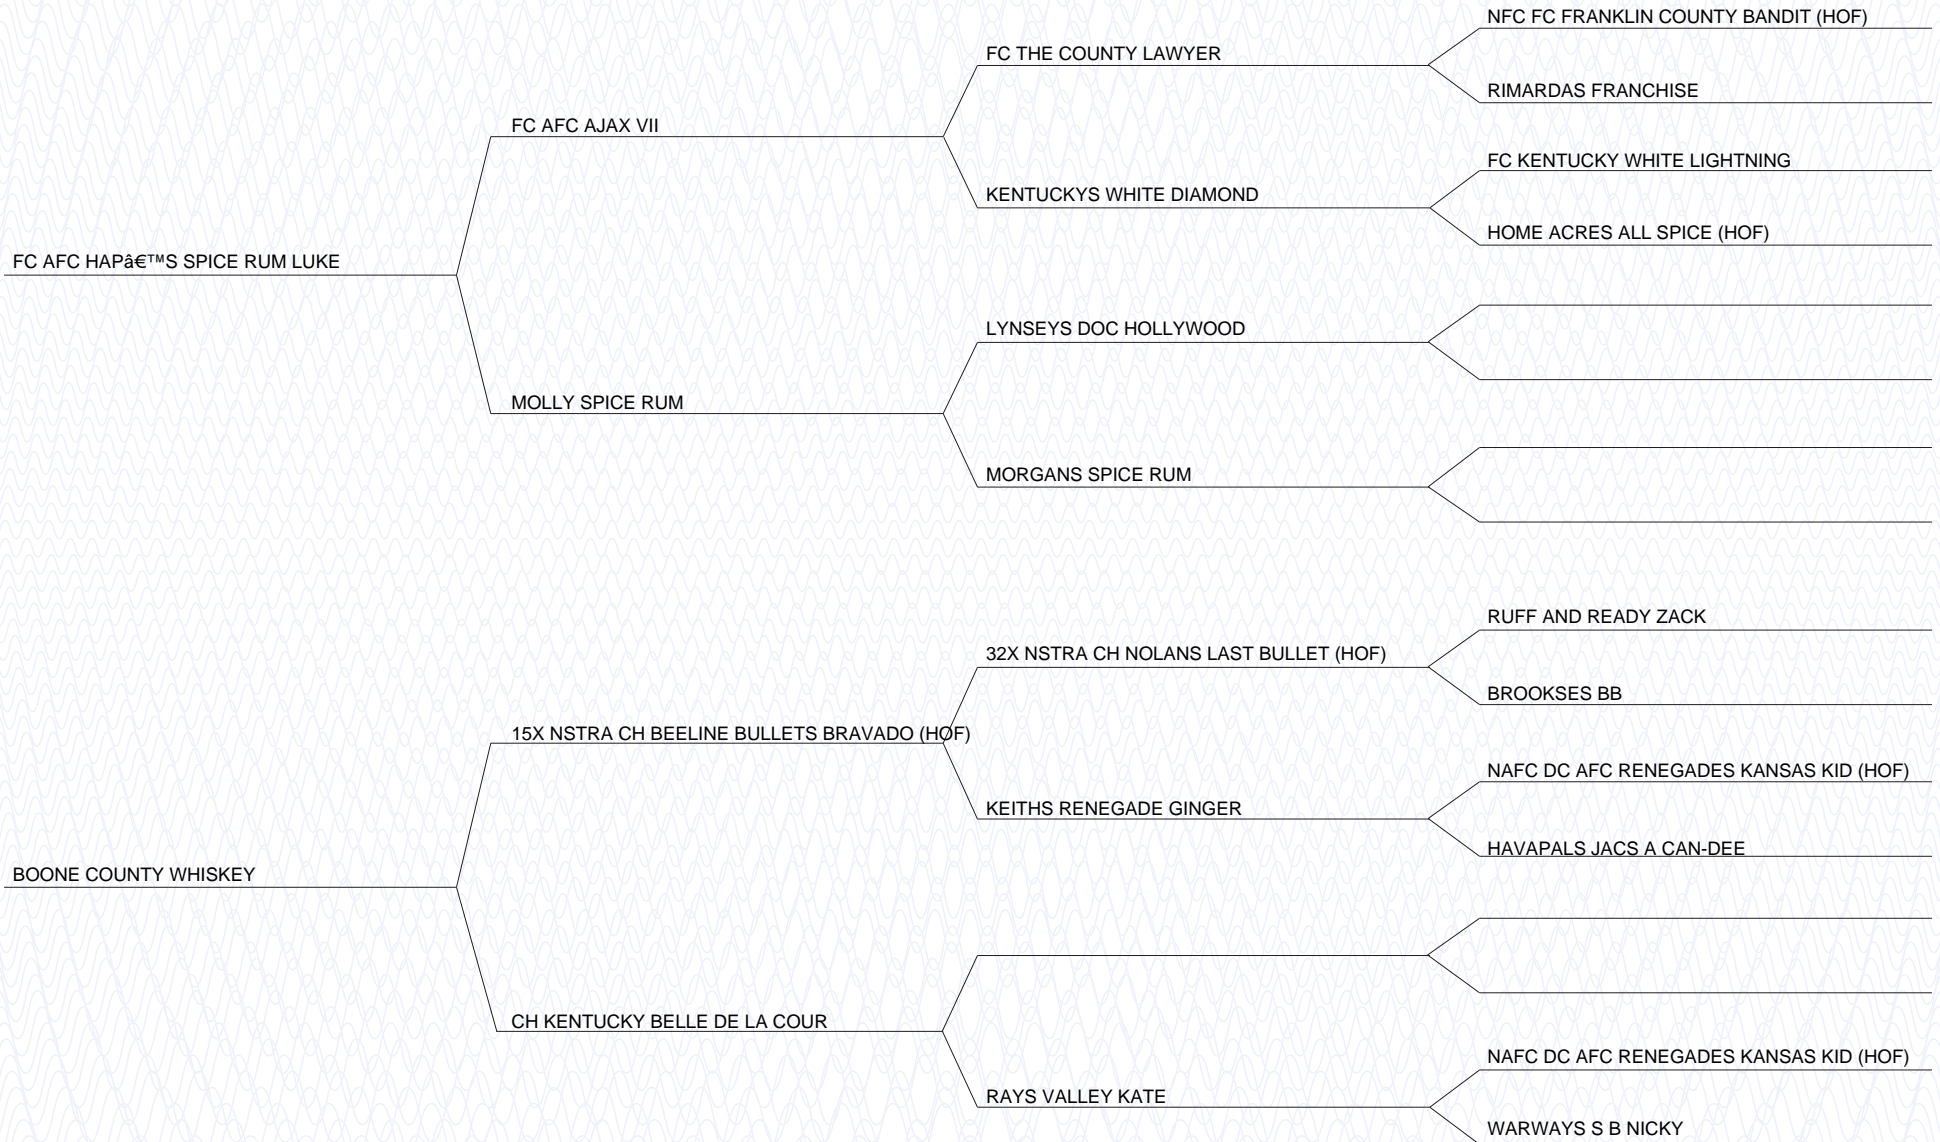 NFC FC FRANKLIN COUNTY BANDIT (HOF)
FC THE COUNTY LAWYER
RIMARDAS FRANCHISE
FC AFC AJAX VII
FC KENTUCKY WHITE LIGHTNING
KENTUCKYS WHITE DIAMOND
HOME ACRES ALL SPICE (HOF)
FC AFC HAPâ€™S SPICE RUM LUKE
LYNSEYS DOC HOLLYWOOD
MOLLY SPICE RUM
MORGANS SPICE RUM
RUFF AND READY ZACK
32X NSTRA CH NOLANS LAST BULLET (HOF)
BROOKSES BB
15X NSTRA CH BEELINE BULLETS BRAVADO (HOF)
NAFC DC AFC RENEGADES KANSAS KID (HOF)
KEITHS RENEGADE GINGER
HAVAPALS JACS A CAN-DEE
BOONE COUNTY WHISKEY
CH KENTUCKY BELLE DE LA COUR
NAFC DC AFC RENEGADES KANSAS KID (HOF)
RAYS VALLEY KATE
WARWAYS S B NICKY